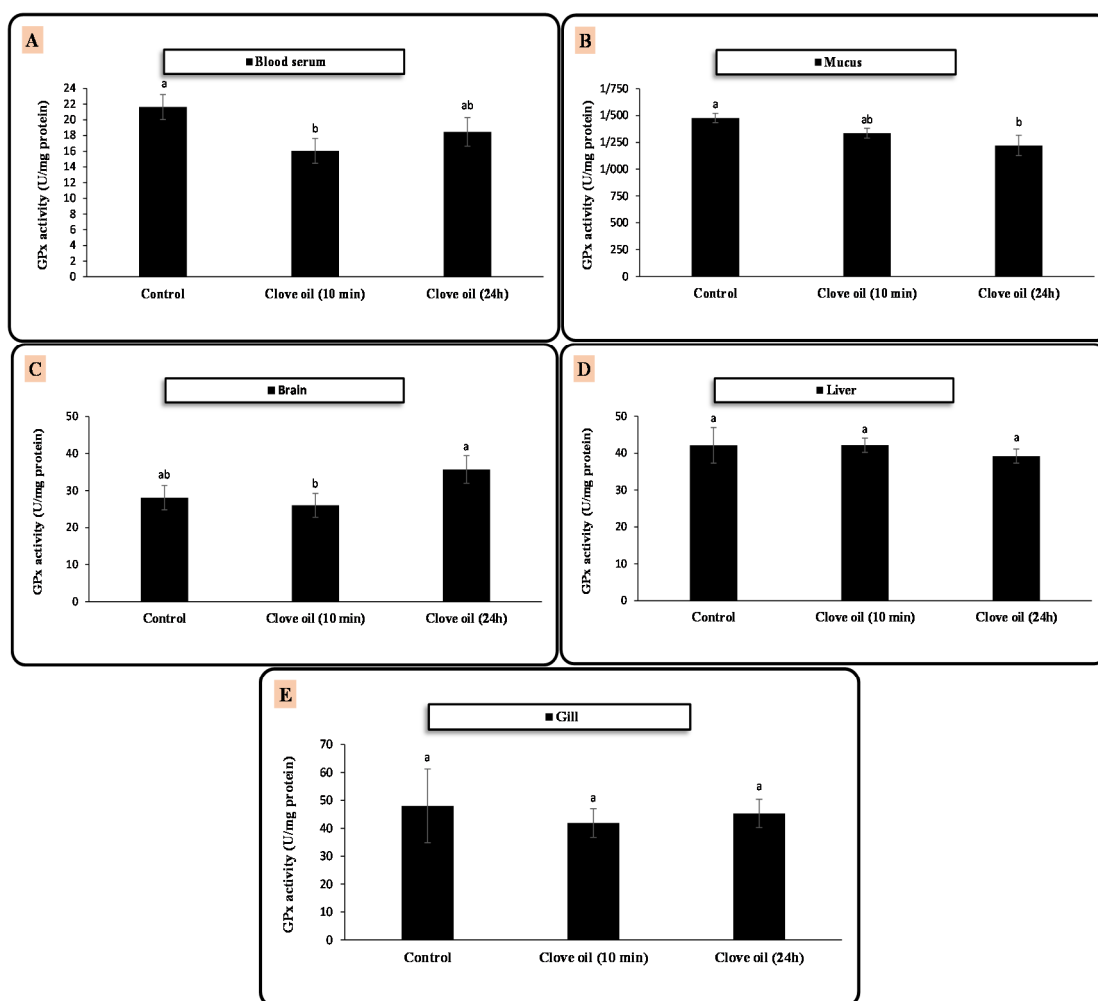 A
■Blood serum
GPx activity (U/mg protein)
24
22
20
18
16
14
12
10
8
6
4
2
0
a
b
ab
Control
Clove oil (10 min)
Clove oil (24h)
B
■Mucus
GPx activity (U/mg protein)
1/750
1/500
1/250
1/000
750
500
250
0
a
ab
b
Control
Clove oil (10 min)
Clove oil (24h)
C
■Brain
GPx activity (U/mg protein)
50
40
30
20
10
0
ab
b
a
Control
Clove oil (10 min)
Clove oil (24h)
D
■Liver
GPx activity (U/mg protein)
50
40
30
20
10
0
a
a
a
Control
Clove oil (10 min)
Clove oil (24h)
E
■Gill
GPx activity (U/mg protein)
70
60
50
40
30
20
10
0
a
a
a
Control
Clove oil (10 min)
Clove oil (24h)